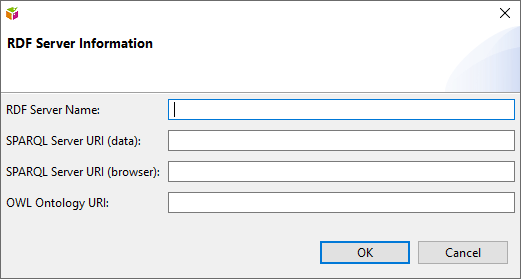 RDF Server Information
RDF Server Name:
SPARQL Server URI (data):
SPARQL Server URI (browser):
OWL Ontology URI:
OK Cancel